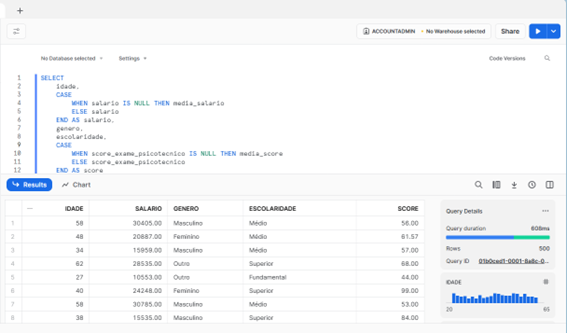 +
ACCOUNTADMIN • No Warehouse selected
Share
No Database selected
Settings
Code Versions
1 SELECT
2 idade,
3 CASE
4 WHEN salario IS NULL THEN media_salario
5 ELSE salario
6 END AS salario,
7 genero,
8 escolaridade,
9 CASE
10 WHEN score_exame_psicotecnico IS NULL THEN media_score
11 ELSE score_exame_psicotecnico
12 END AS score
Results
Chart
... IDADE SALARIO GENERO ESCOLARIDADE SCORE
1 58 30405.00 Masculino Médio 56.00
2 48 20887.00 Feminino Médio 61.57
3 34 15959.00 Masculino Médio 57.00
4 62 28535.00 Outro Superior 88.00
5 27 10553.00 Outro Fundamental 44.00
6 40 24248.00 Feminino Superior 99.00
7 58 30785.00 Masculino Médio 53.00
8 38 15535.00 Masculino Superior 84.00
Query Details ...
Query duration 608ms
Rows 500
Query ID
IDADE
20 65